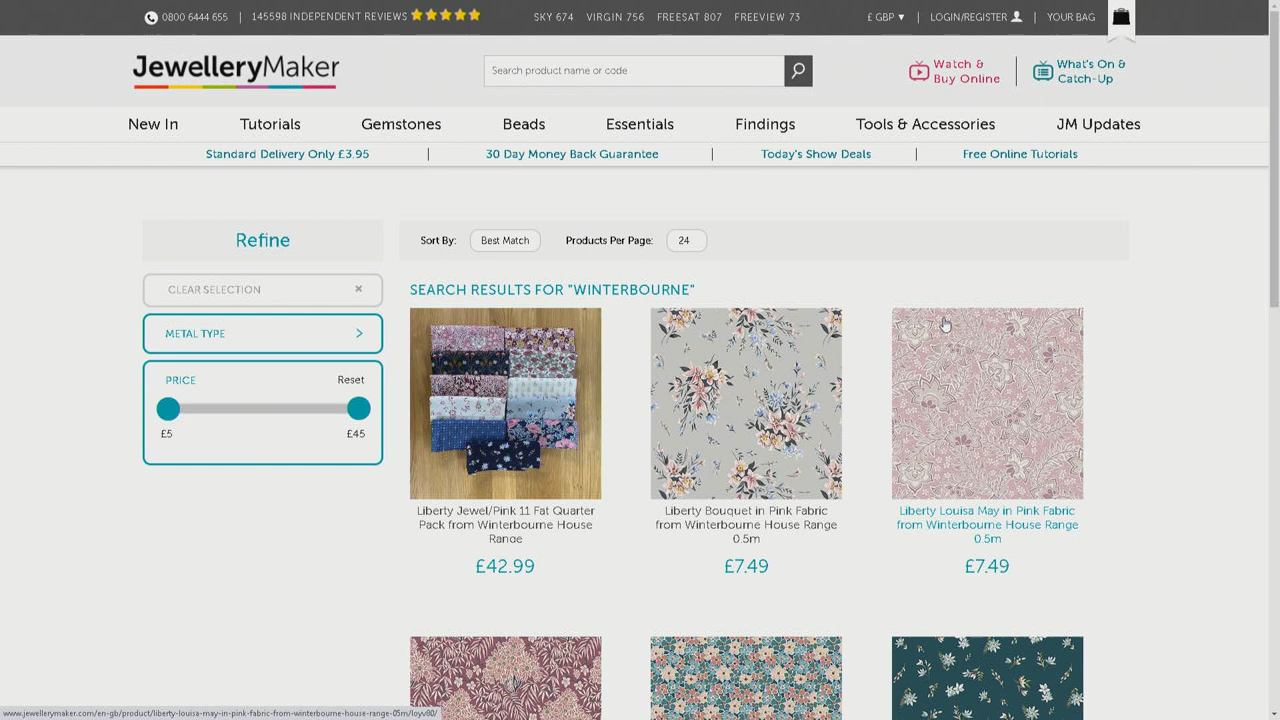 0800 6444 655 | 145598 INDEPENDENT REVIEWS SKY 674 VIRGIN 756 FREESAT 807 FREEVIEW 73 £ GBP ▼ | LOGIN/REGISTER | YOUR BAG
JewelleryMaker
Search product name or code
Watch & Buy Online
What's On & Catch-Up
New In Tutorials Gemstones Beads Essentials Findings Tools & Accessories JM Updates
Standard Delivery Only £3.95 | 30 Day Money Back Guarantee | Today's Show Deals | Free Online Tutorials
Refine
CLEAR SELECTION ×
METAL TYPE >
PRICE Reset
£5 £45
Sort By: Best Match Products Per Page: 24
SEARCH RESULTS FOR "WINTERBOURNE"
Liberty Jewel/Pink 11 Fat Quarter
Pack from Winterbourne House
Range
£42.99
Liberty Bouquet in Pink Fabric
from Winterbourne House Range
0.5m
£7.49
Liberty Louisa May in Pink Fabric
from Winterbourne House Range
0.5m
£7.49
www.jewellerymaker.com/en-gb/product/liberty-louisa-may-in-pink-fabric-from-winterbourne-house-range-05m/loyv80/